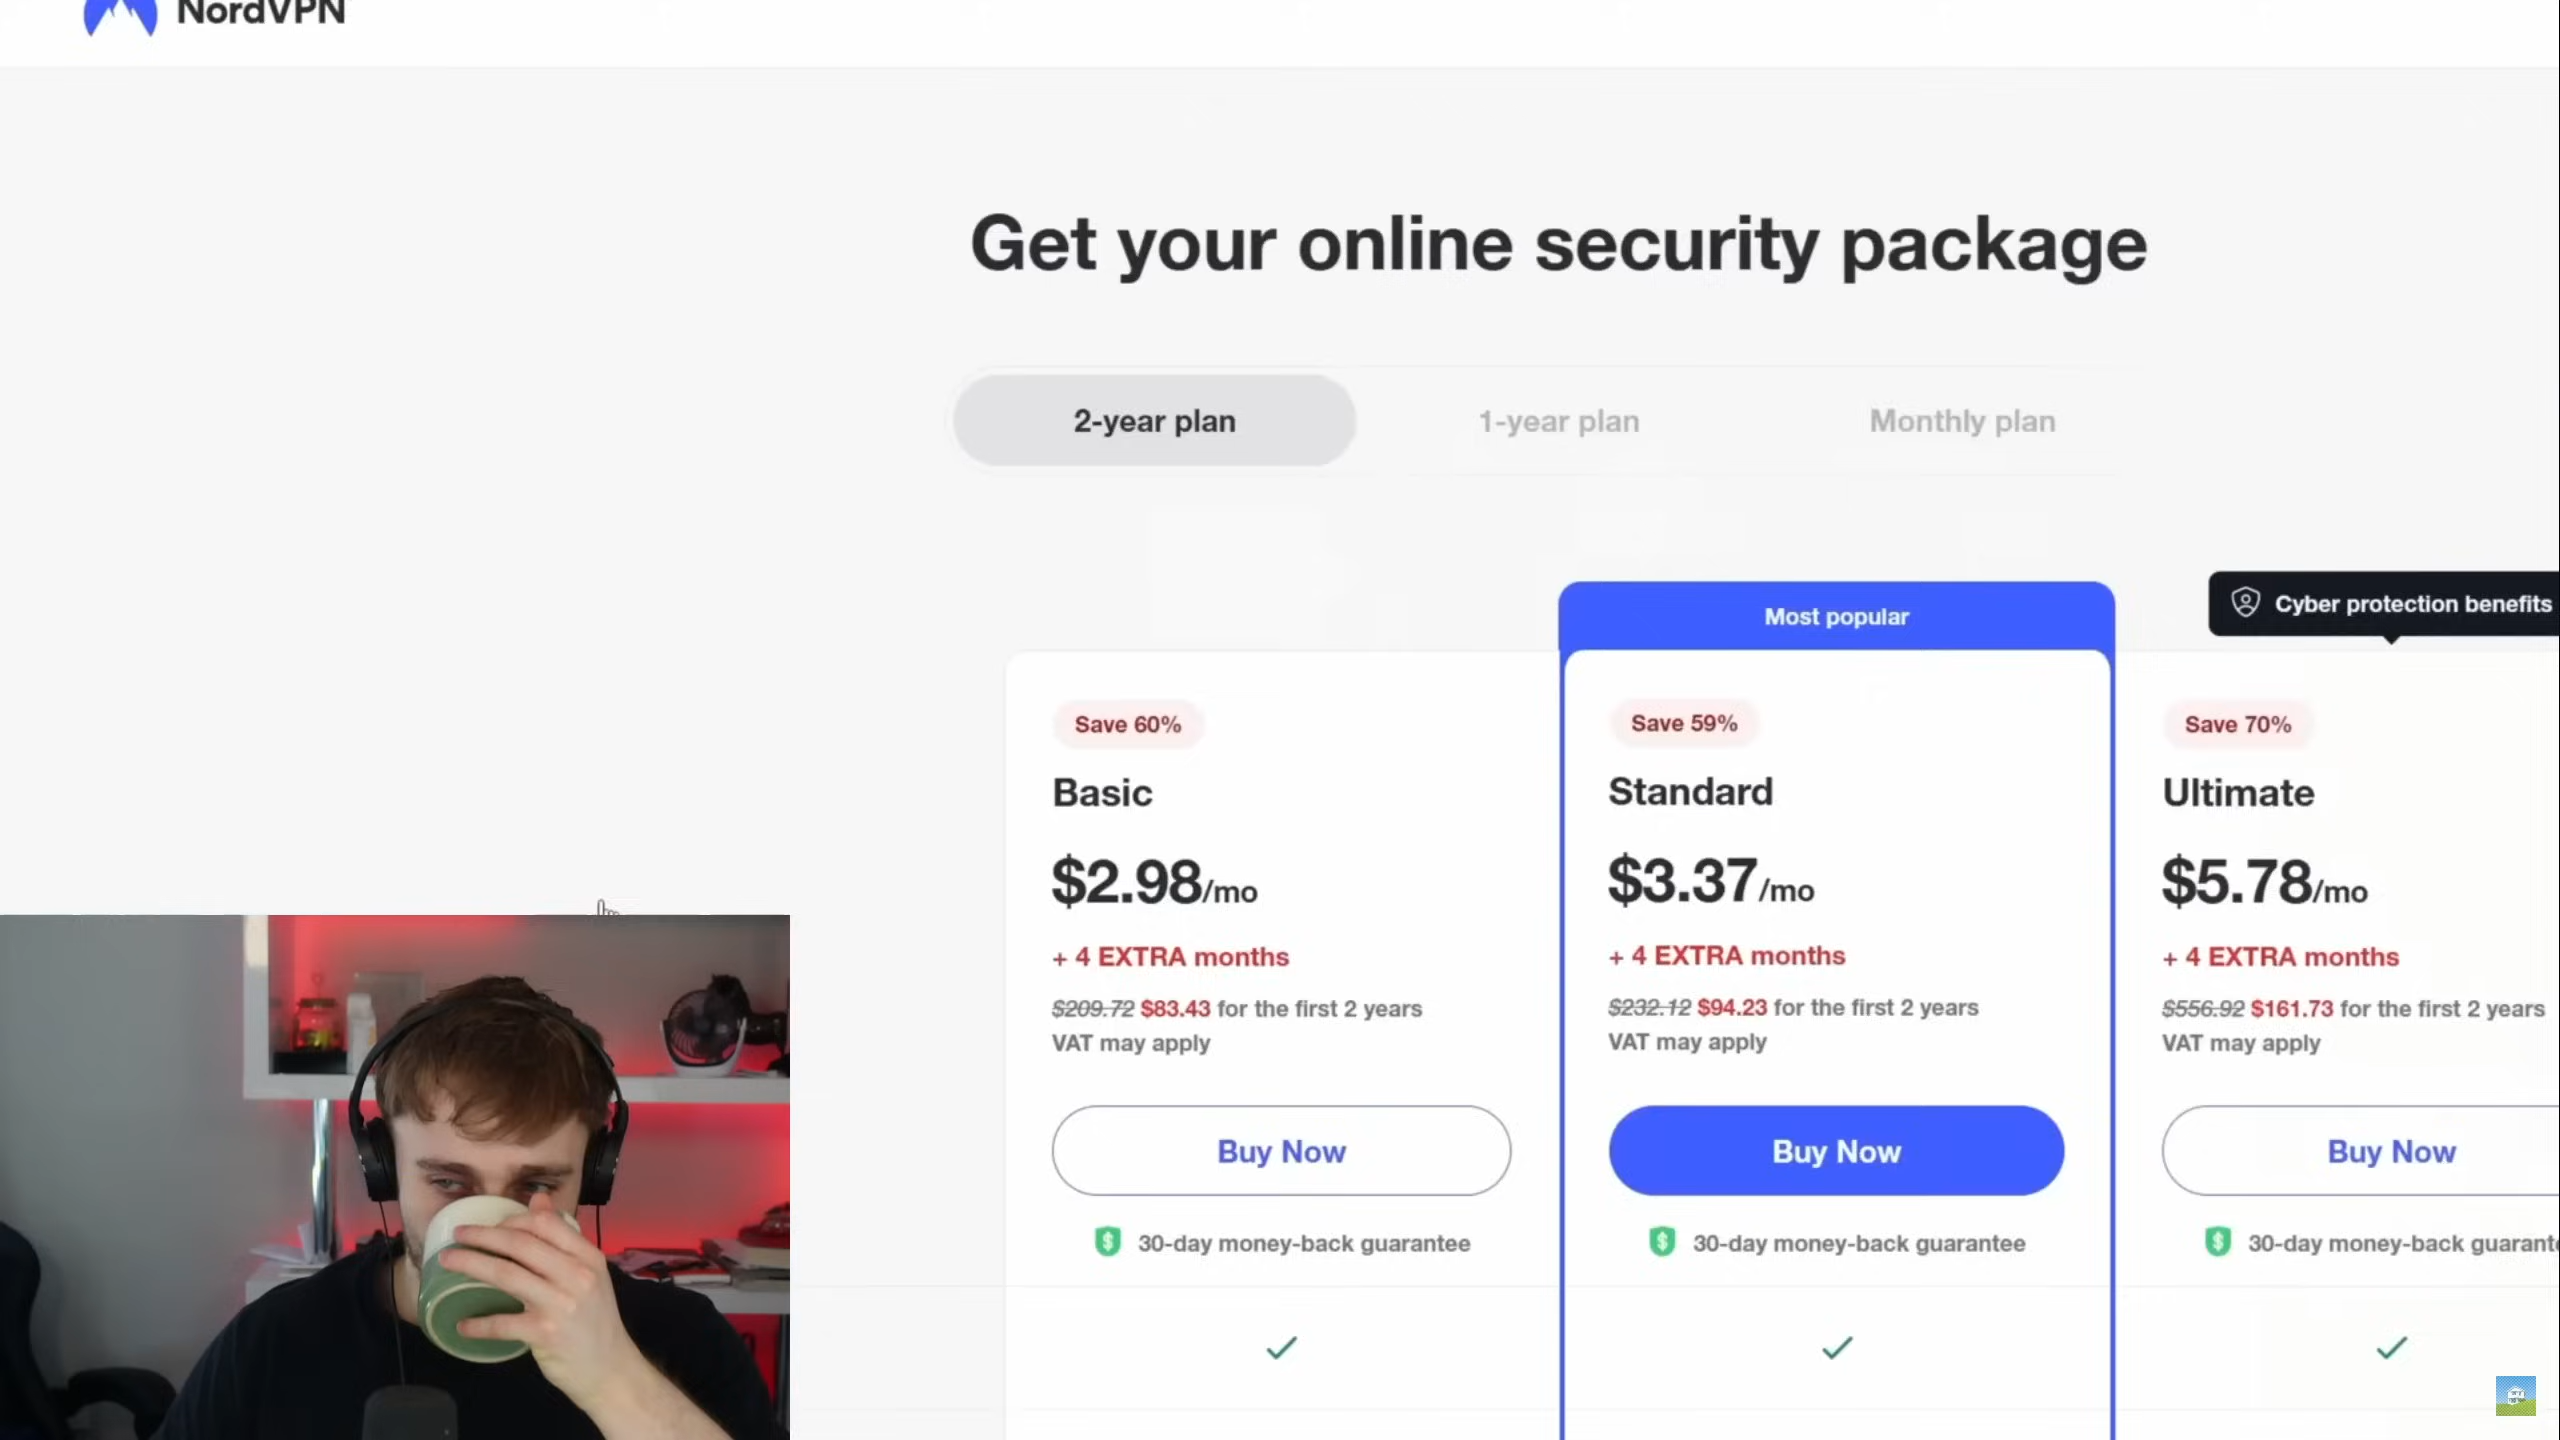 NordVPN
Get your online security package
2-year plan
1-year plan
Monthly plan
Most popular
Cyber protection benefits
Save 60%
Basic
$2.98/mo
+ 4 EXTRA months
$209.72 $83.43 for the first 2 years
VAT may apply
Buy Now
30-day money-back guarantee
Save 59%
Standard
$3.37/mo
+ 4 EXTRA months
$232.12 $94.23 for the first 2 years
VAT may apply
Buy Now
30-day money-back guarantee
Save 70%
Ultimate
$5.78/mo
+ 4 EXTRA months
$556.92 $161.73 for the first 2 years
VAT may apply
Buy Now
30-day money-back guarante